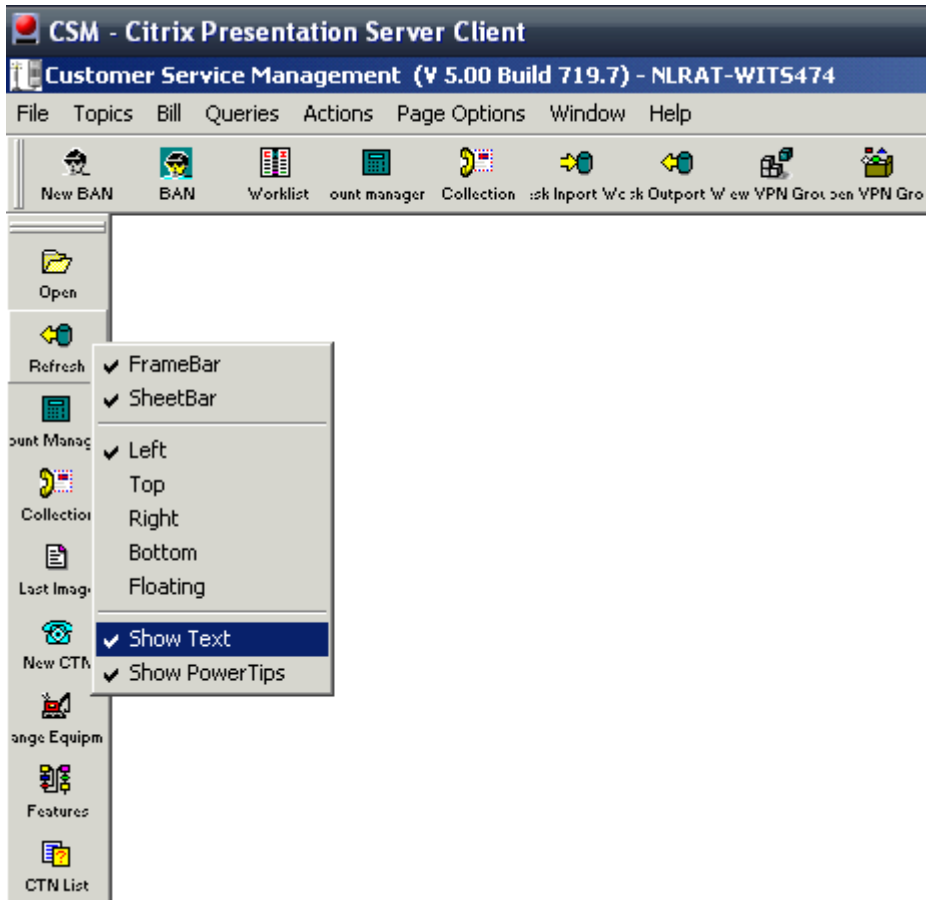 CSM - Citrix Presentation Server Client
Customer Service Management (V 5.00 Build 719.7) - NLRAT-WITS474
File Topics Bill Queries Actions Page Options Window Help
New BAN BAN Worklist ount manager Collection sk Inport Wc sk Outport W ew VPN Grou pen VPN Gro
Open
Refresh
FrameBar
SheetBar
ount Manag
Left
Top
Collection
Right
Bottom
Last Imag
Floating
New CTN
Show Text
Show PowerTips
ange Equipm
Features
CTN List